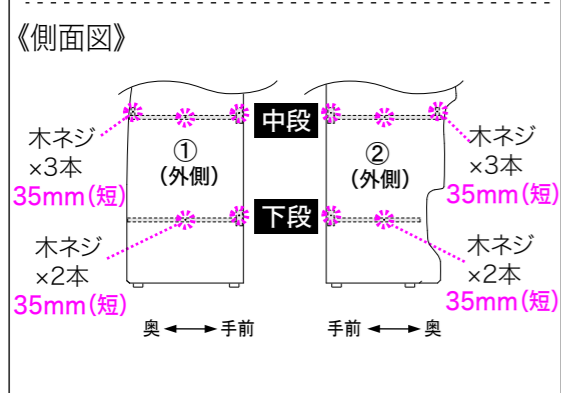 《側面図》
中段
木ネジ
×3本
35mm(短)
①
(外側)
②
(外側)
木ネジ
×3本
35mm(短)
下段
木ネジ
×2本
35mm(短)
木ネジ
×2本
35mm(短)
奥 手前
手前 奥